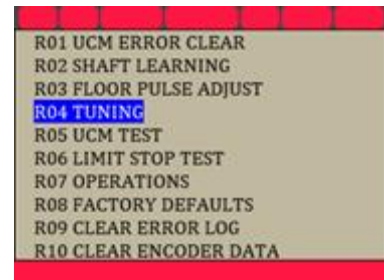 R01 UCM ERROR CLEAR
R02 SHAFT LEARNING
R03 FLOOR PULSE ADJUST
R04 TUNING
R05 UCM TEST
R06 LIMIT STOP TEST
R07 OPERATIONS
R08 FACTORY DEFAULTS
R09 CLEAR ERROR LOG
R10 CLEAR ENCODER DATA